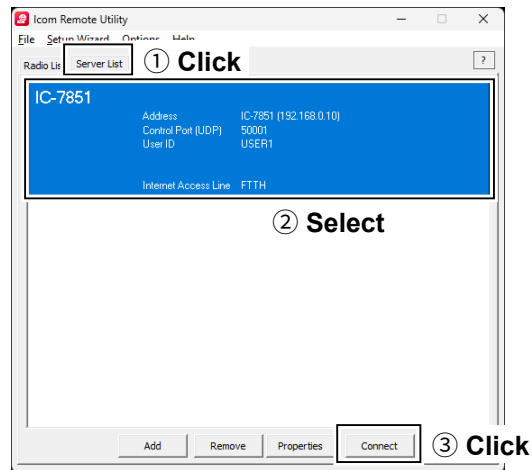 Icom Remote Utility
File Setup Wizard Options Help
Radio Lis Server List ① Click ?
IC-7851
Address IC-7851 (192.168.0.10)
Control Port (UDP) 50001
User ID USER1
Internet Access Line FTTH
② Select
Add Remove Properties Connect ③ Click